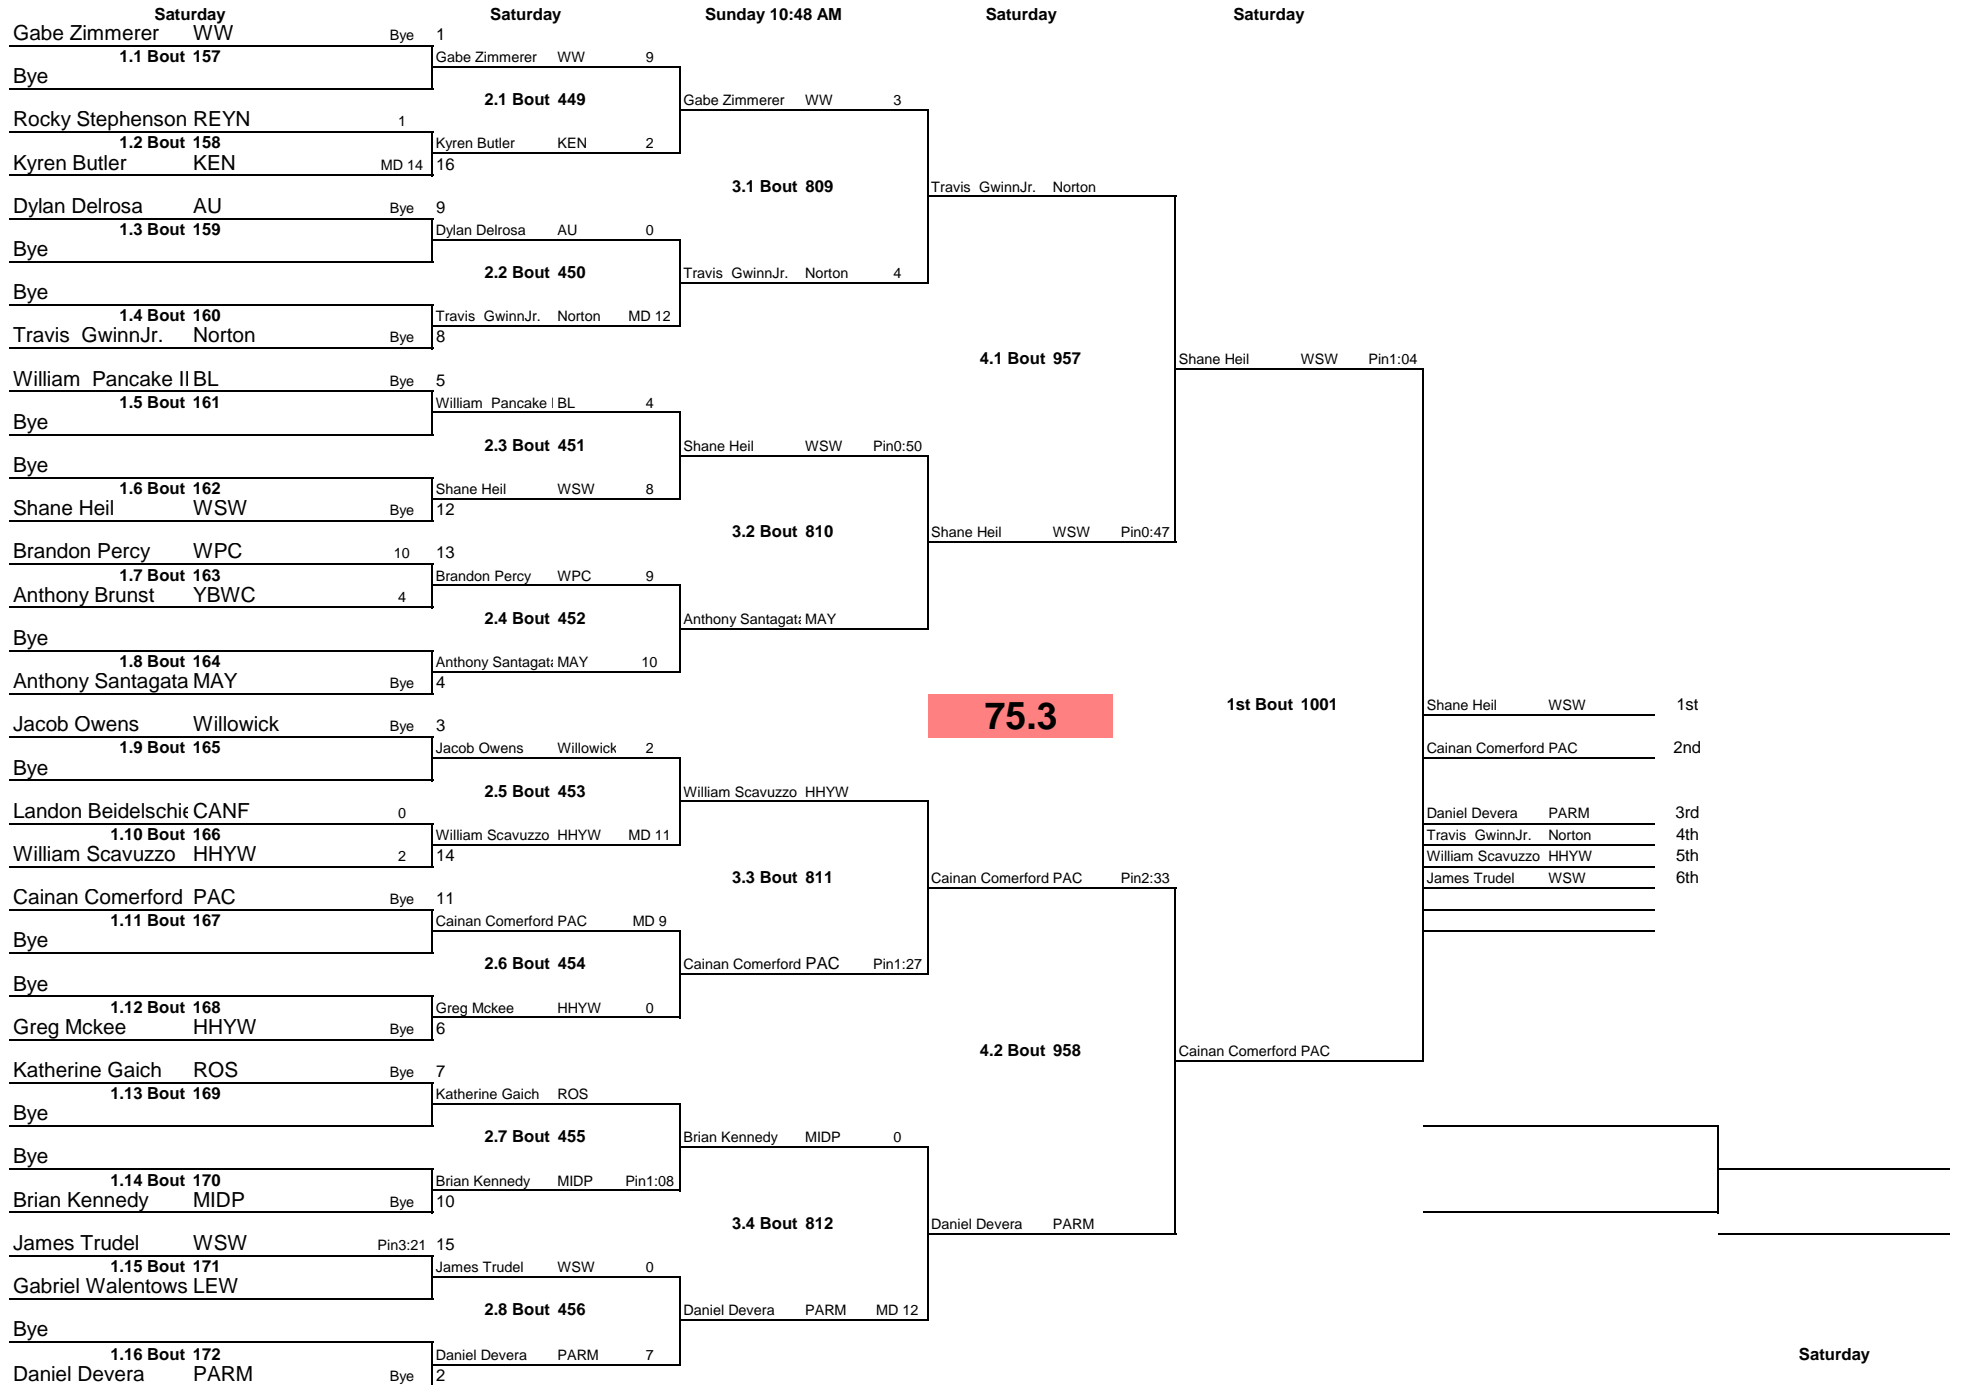 Saturday Saturday Sunday 10:48 AM Saturday Saturday
Gabe Zimmerer WW Bye 1
1.1 Bout 157
Gabe Zimmerer WW 9
Bye
2.1 Bout 449
Gabe Zimmerer WW 3
Rocky Stephenson REYN 1
1.2 Bout 158
Kyren Butler KEN 2
Kyren Butler KEN MD 14 16
3.1 Bout 809
Travis GwinnJr. Norton
Dylan Delrosa AU Bye 9
1.3 Bout 159
Dylan Delrosa AU 0
Bye
2.2 Bout 450
Travis GwinnJr. Norton 4
Bye
1.4 Bout 160
Travis GwinnJr. Norton MD 12
Travis GwinnJr. Norton Bye 8
4.1 Bout 957
Shane Heil WSW Pin1:04
William Pancake II BL Bye 5
1.5 Bout 161
William Pancake BL 4
Bye
2.3 Bout 451
Shane Heil WSW Pin0:50
Bye
1.6 Bout 162
Shane Heil WSW 8
Shane Heil WSW Bye 12
3.2 Bout 810
Shane Heil WSW Pin0:47
Brandon Percy WPC 10 13
1.7 Bout 163
Brandon Percy WPC 9
Anthony Brunst YBWC 4
2.4 Bout 452
Anthony Santagata MAY
Bye
1.8 Bout 164
Anthony Santagata MAY 10
Anthony Santagata MAY Bye 4
75.3
1st Bout 1001
Shane Heil WSW 1st
Jacob Owens Willowick Bye 3
1.9 Bout 165
Jacob Owens Willowick 2
Cainan Comerford PAC 2nd
Bye
2.5 Bout 453
William Scavuzzo HHYW
Landon Beidelschie CANF 0
Daniel Devera PARM 3rd
1.10 Bout 166
William Scavuzzo HHYW MD 11
Travis GwinnJr. Norton 4th
William Scavuzzo HHYW 2 14
William Scavuzzo HHYW 5th
3.3 Bout 811
Cainan Comerford PAC Pin2:33
James Trudel WSW 6th
Cainan Comerford PAC Bye 11
1.11 Bout 167
Cainan Comerford PAC MD 9
Bye
2.6 Bout 454
Cainan Comerford PAC Pin1:27
Bye
1.12 Bout 168
Greg Mckee HHYW 0
Greg Mckee HHYW Bye 6
4.2 Bout 958
Cainan Comerford PAC
Katherine Gaich ROS Bye 7
1.13 Bout 169
Katherine Gaich ROS
Bye
2.7 Bout 455
Brian Kennedy MIDP 0
Bye
1.14 Bout 170
Brian Kennedy MIDP Pin1:08
Brian Kennedy MIDP Bye 10
3.4 Bout 812
Daniel Devera PARM
James Trudel WSW Pin3:21 15
1.15 Bout 171
James Trudel WSW 0
Gabriel Walentows LEW
2.8 Bout 456
Daniel Devera PARM MD 12
Bye
1.16 Bout 172
Daniel Devera PARM 7
Saturday
Daniel Devera PARM Bye 2